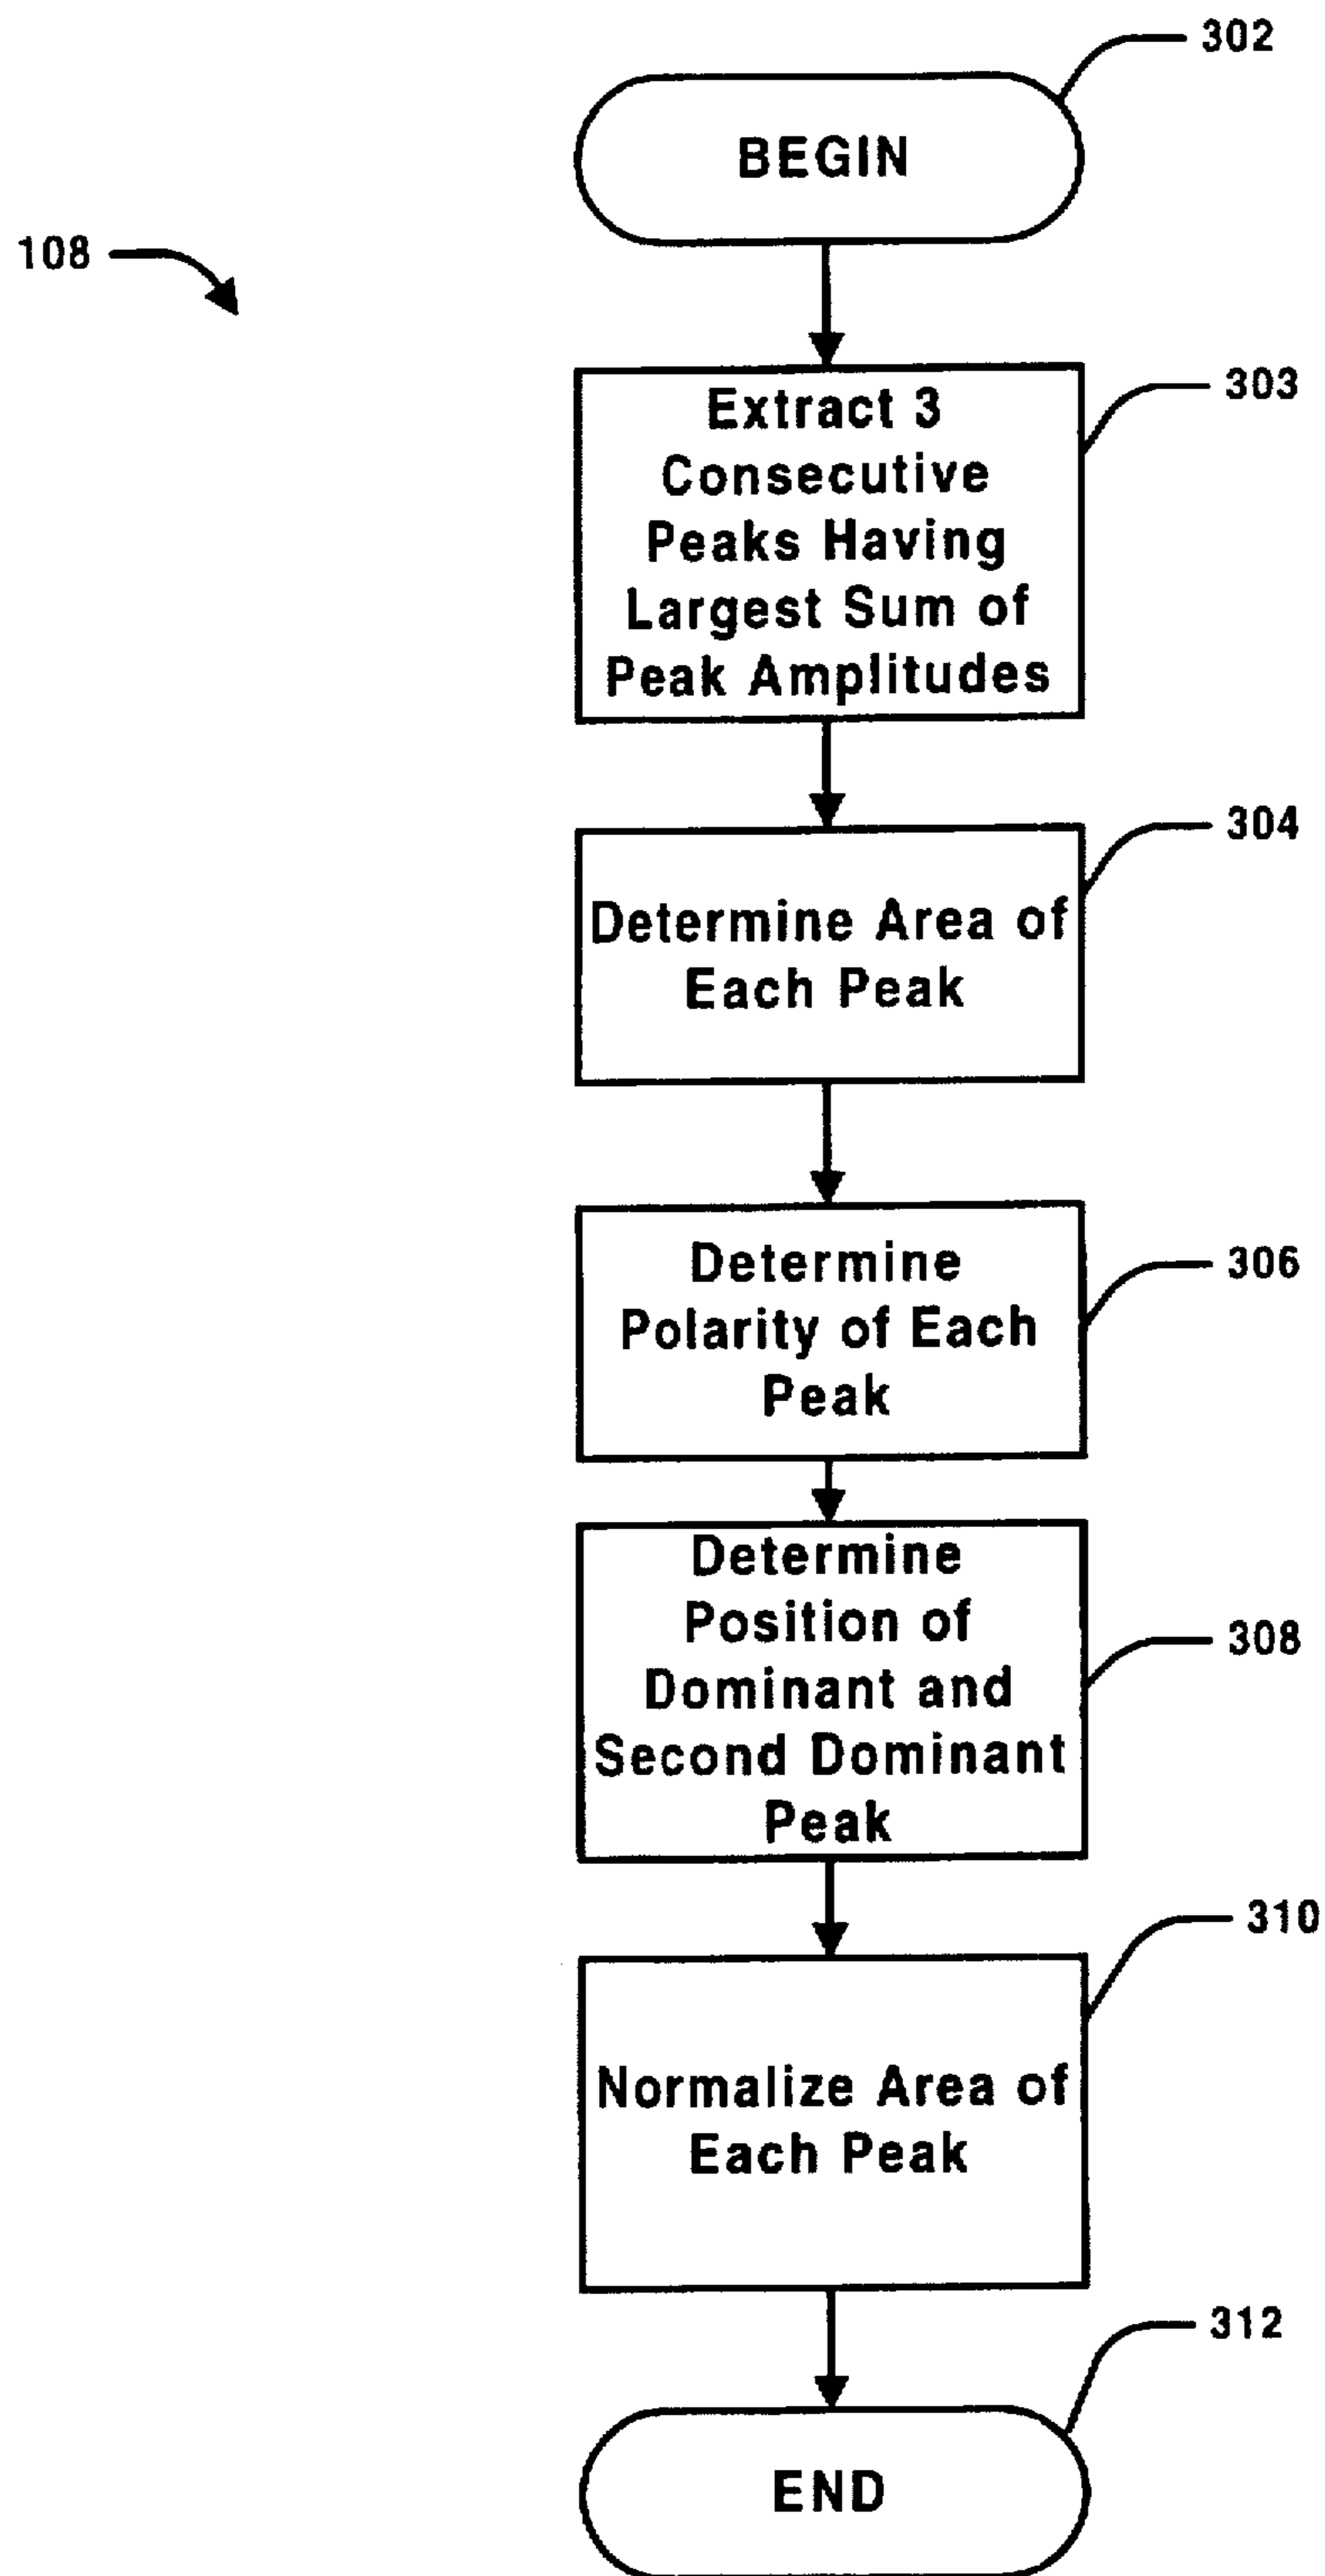 302
BEGIN
108
303
Extract 3
Consecutive
Peaks Having
Largest Sum of
Peak Amplitudes
304
Determine Area of
Each Peak
306
Determine
Polarity of Each
Peak
308
Determine
Position of
Dominant and
Second Dominant
Peak
310
Normalize Area of
Each Peak
312
END